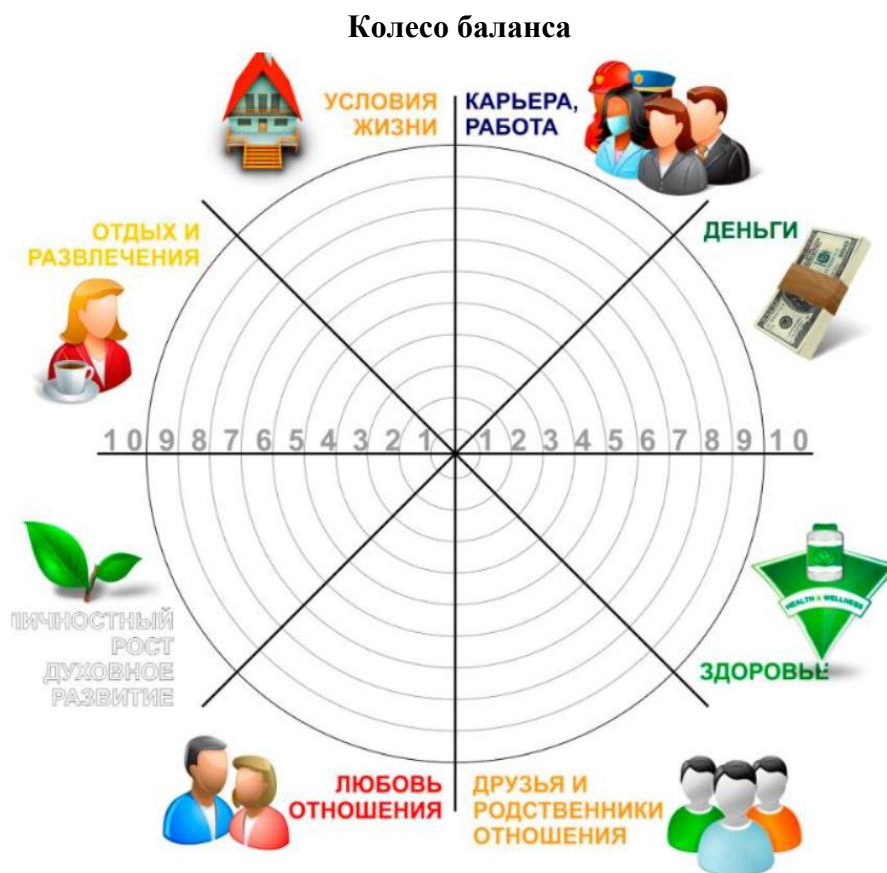 Колесо баланса
УСЛОВИЯ
ЖИЗНИ
КАРЬЕРА,
РАБОТА
ОТДЫХ И
РАЗВЛЕЧЕНИЯ
ДЕНЬГИ
10 9 8 7 6 5 4 3 2 1 1 2 3 4 5 6 7 8 9 10
HEALTH & WELLNESS
ЛИЧНОСТНЫЙ
РОСТ
ДУХОВНОЕ
РАЗВИТИЕ
ЗДОРОВЬЕ
ЛЮБОВЬ
ОТНОШЕНИЯ
ДРУЗЬЯ И
РОДСТВЕННИКИ
ОТНОШЕНИЯ